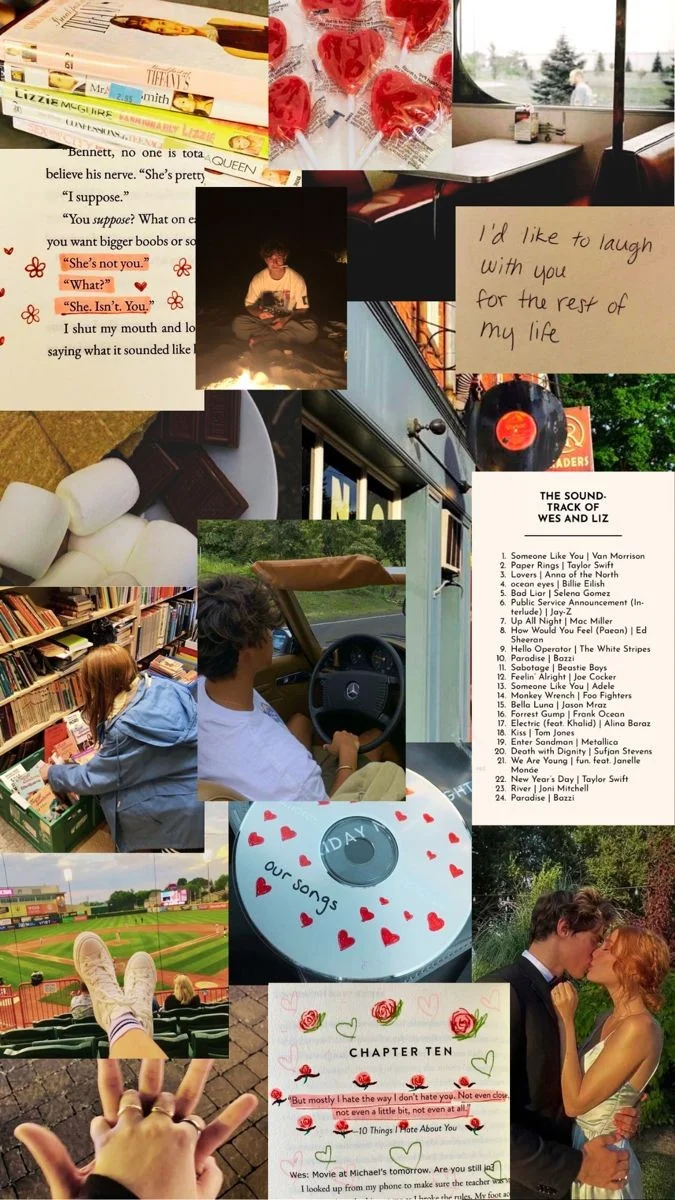 TIFFANY'S
Mr.
Smith
2.95
LIZZIE MCGUIRE FASHIONABLY LIZZIE
CONFESSIONS
QUEEN
"Bennett, no one is tota
believe his nerve. "She's pretty
"I suppose."
"You suppose? What on ea
you want bigger boobs or so
"She's not you."
"What?"
"She. Isn't. You."
I shut my mouth and lo
saying what it sounded like
I'd like to laugh
with you
for the rest of
my life
THE SOUND-
TRACK OF
WES AND LIZ
1. Someone Like You | Van Morrison
2. Paper Rings | Taylor Swift
3. Lovers | Anna of the North
4. ocean eyes | Billie Eilish
5. Bad Liar | Selena Gomez
6. Public Service Announcement (In-
terlude) | Jay-Z
7. Up All Night | Mac Miller
8. How Would You Feel (Paean) | Ed
Sheeran
9. Hello Operator | The White Stripes
10. Paradise | Bazzi
11. Sabotage | Beastie Boys
12. Feelin' Alright | Joe Cocker
13. Someone Like You | Adele
14. Monkey Wrench | Foo Fighters
15. Bella Luna | Jason Mraz
16. Forrest Gump | Frank Ocean
17. Electric (feat. Khalid) | Alina Baraz
18. Kiss | Tom Jones
19. Enter Sandman | Metallica
20. Death with Dignity | Sufjan Stevens
21. We Are Young | fun. feat. Janelle
Monáe
22. New Year's Day | Taylor Swift
23. River | Joni Mitchell
24. Paradise | Bazzi
our songs
CHAPTER TEN
"But mostly I hate the way I don't hate you. Not even close,
not even a little bit, not even at all."
—10 Things I Hate About You
Wes: Movie at Michael's tomorrow. Are you still in?
I looked up from my phone to make sure the teacher was